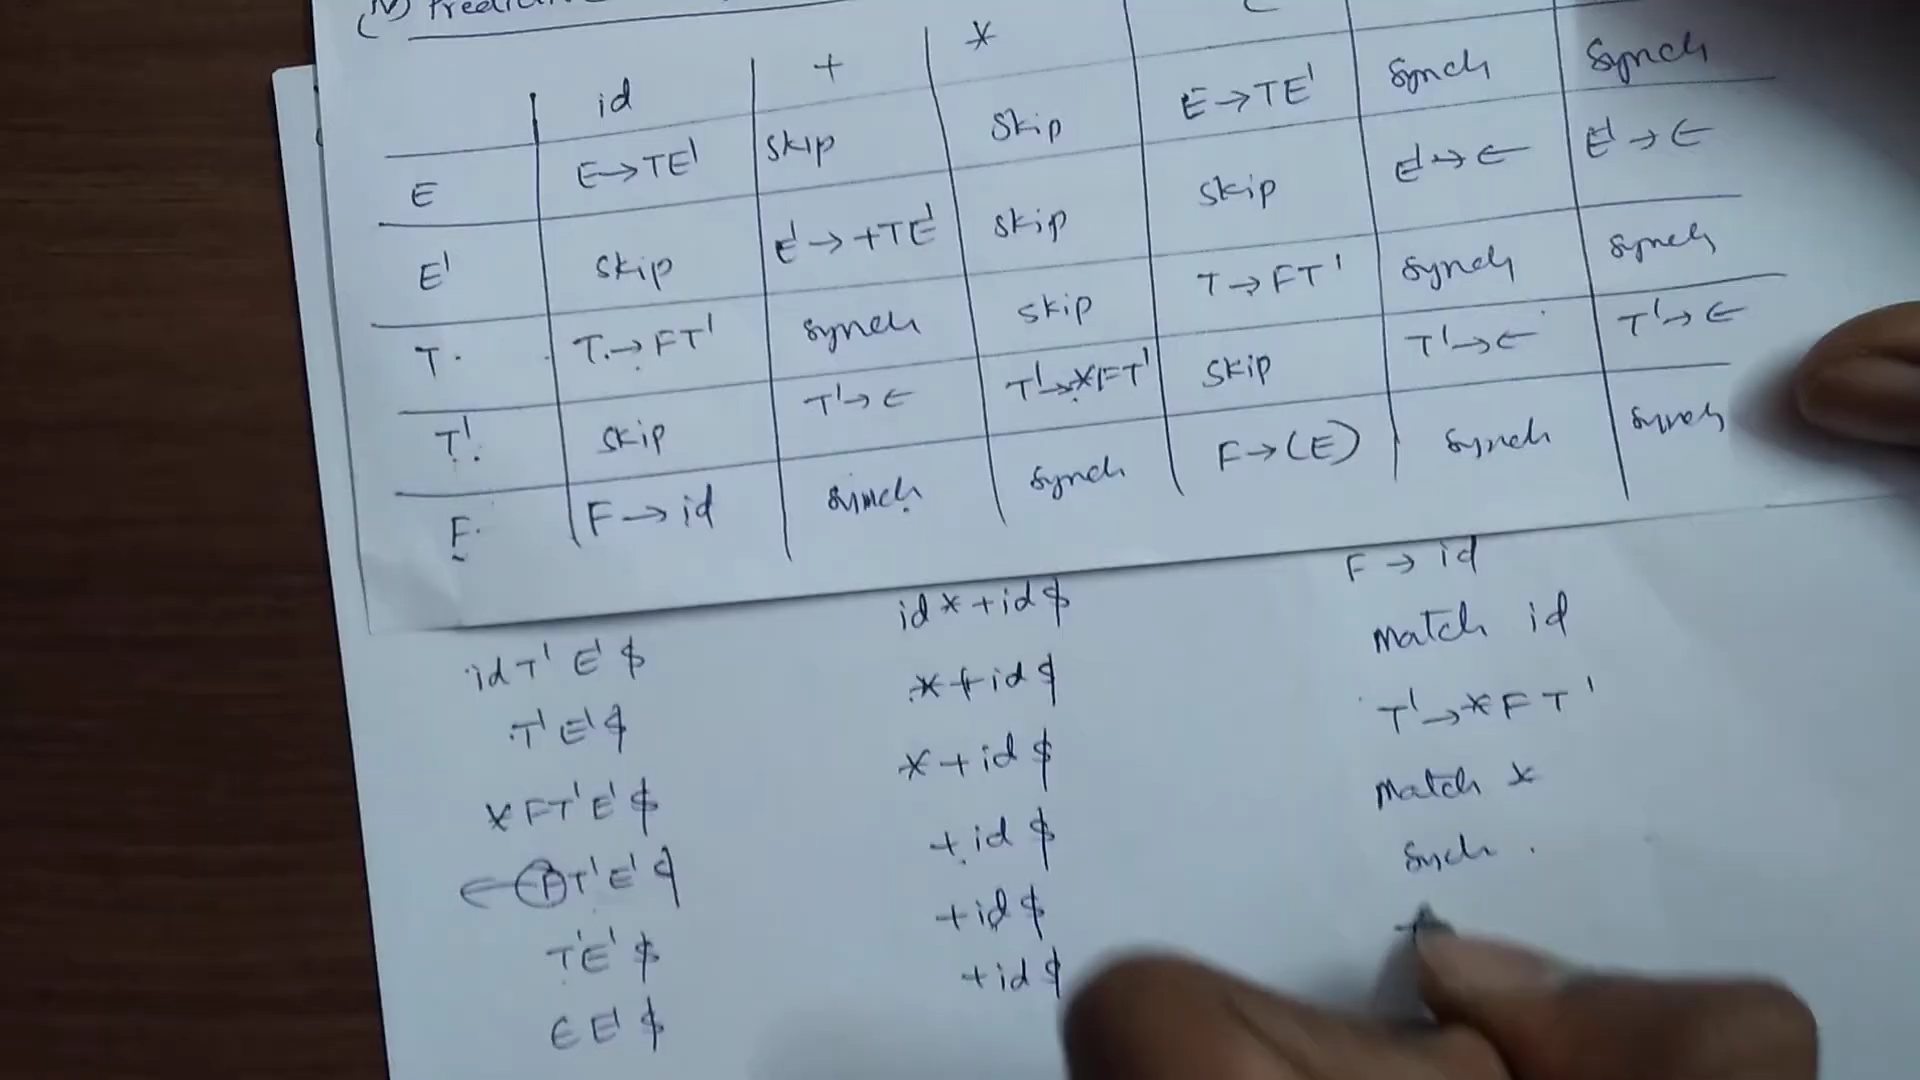 (iv)
id + *
E E→TE' Skip Skip E→TE' Synch Synch
E' Skip E'→+TE' Skip Skip E'→ϵ E'→ϵ
T. T.→FT' Synch Skip T→FT' Synch Synch
T'. Skip T'→ϵ T'→*FT' Skip T'→ϵ T'→ϵ
F. F→id Synch Synch F→(E) Synch Synch
F→id
id*+id$ Match id
idT'E'$ *+id$ T'→*FT'
T'E'$ *+id$ Match *
*FT'E'$ +id$ Synch.
FT'E'$ +id$
T'E'$ +id$
ϵE'$